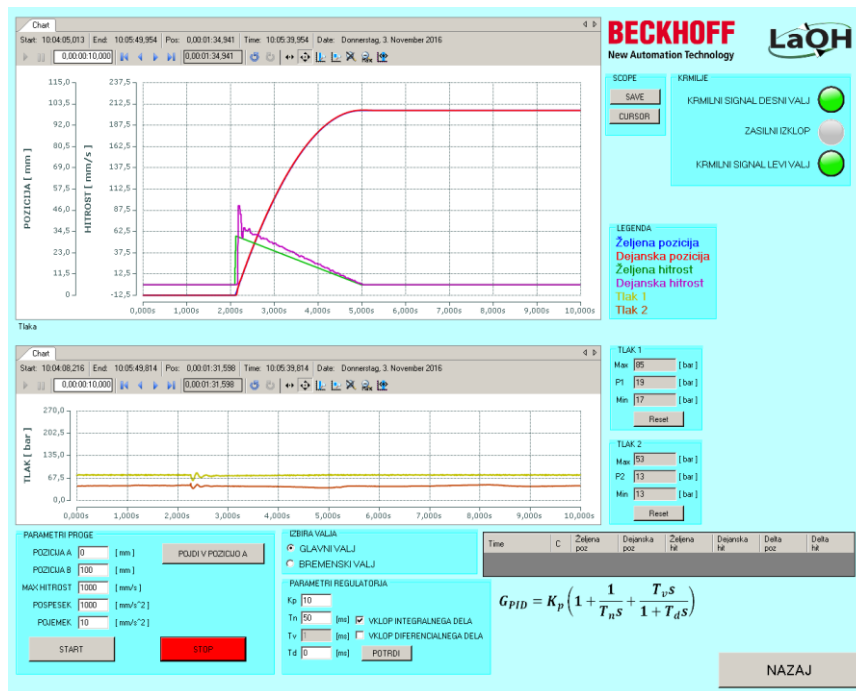 Chart
Start: 10:04:05,013 End: 10:05:49,954 Pos: 0,00:01:34,941 Time: 10:05:39,954 Date: Donnerstag, 3. November 2016
0,00:00:10,000 0,00:01:34,941
POZICIJA [ mm ]
115,0
103,5
92,0
80,5
69,0
57,5
46,0
34,5
23,0
11,5
0
HITROST [ mm/s ]
237,5
212,5
187,5
162,5
137,5
112,5
87,5
62,5
37,5
12,5
-12,5
0,000s 1,000s 2,000s 3,000s 4,000s 5,000s 6,000s 7,000s 8,000s 9,000s 10,000s
BECKHOFF
New Automation Technology
LaOH
SCOPE
SAVE
CURSOR
KRMILJE
KRMILNI SIGNAL DESNI VALJ
ZASILNI IZKLOP
KRMILNI SIGNAL LEVI VALJ
LEGENDA
Željena pozicija
Dejanska pozicija
Željena hitrost
Dejanska hitrost
Tlak 1
Tlak 2
Tlaka
Chart
Start: 10:04:08,216 End: 10:05:49,814 Pos: 0,00:01:31,598 Time: 10:05:39,814 Date: Donnerstag, 3. November 2016
0,00:00:10,000 0,00:01:31,598
TLAK [ bar ]
270,0
202,5
135,0
67,5
0,0
0,000s 1,000s 2,000s 3,000s 4,000s 5,000s 6,000s 7,000s 8,000s 9,000s 10,000s
TLAK 1
Max 85 [ bar ]
P1 19 [ bar ]
Min 17 [ bar ]
Reset
TLAK 2
Max 53 [ bar ]
P2 13 [ bar ]
Min 13 [ bar ]
Reset
PARAMETRI PROGE
POZICIJA A 0 [ mm ]
POJDI V POZICIJO A
POZICIJA B 100 [ mm ]
MAX HITROST 1000 [ mm/s ]
POSPESEK 1000 [ mm/s^2 ]
POJEMEK 10 [ mm/s^2 ]
START
STOP
IZBIRA VALJA
GLAVNI VALJ
BREMENSKI VALJ
PARAMETRI REGULATORJA
Kp 10
Tn 50 [ms] VKLOP INTEGRALNEGA DELA
Tv 1 [ms] VKLOP DIFERENCIALNEGA DELA
Td 0 [ms] POTRDI
Time C Željena poz Dejanska poz Željena hit Dejanska hit Delta poz Delta hit
G_PID = K_p (1 + 1/(T_n s) + T_v s/(1 + T_d s))
NAZAJ